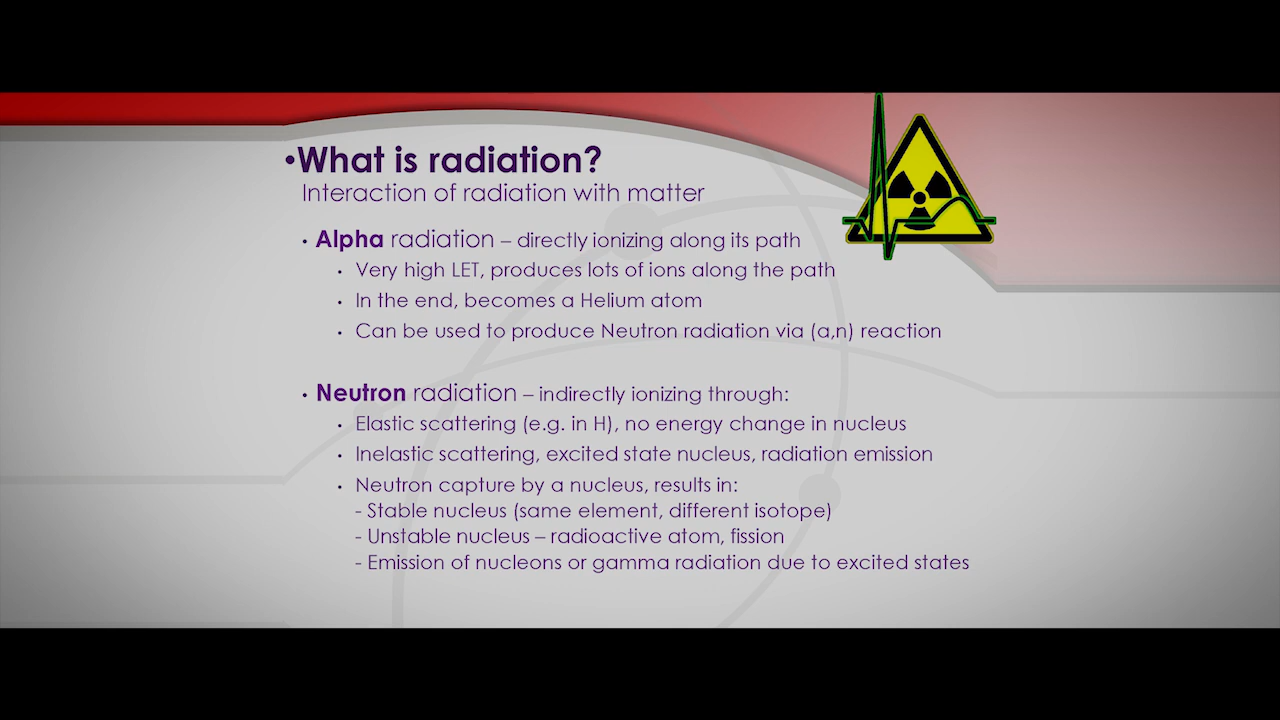 •What is radiation?
Interaction of radiation with matter
• Alpha radiation – directly ionizing along its path
• Very high LET, produces lots of ions along the path
• In the end, becomes a Helium atom
• Can be used to produce Neutron radiation via (a,n) reaction
• Neutron radiation – indirectly ionizing through:
• Elastic scattering (e.g. in H), no energy change in nucleus
• Inelastic scattering, excited state nucleus, radiation emission
• Neutron capture by a nucleus, results in:
- Stable nucleus (same element, different isotope)
- Unstable nucleus – radioactive atom, fission
- Emission of nucleons or gamma radiation due to excited states